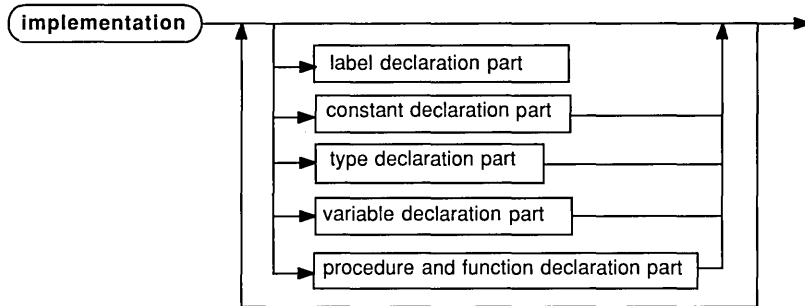 implementation
label declaration part
constant declaration part
type declaration part
variable declaration part
procedure and function declaration part